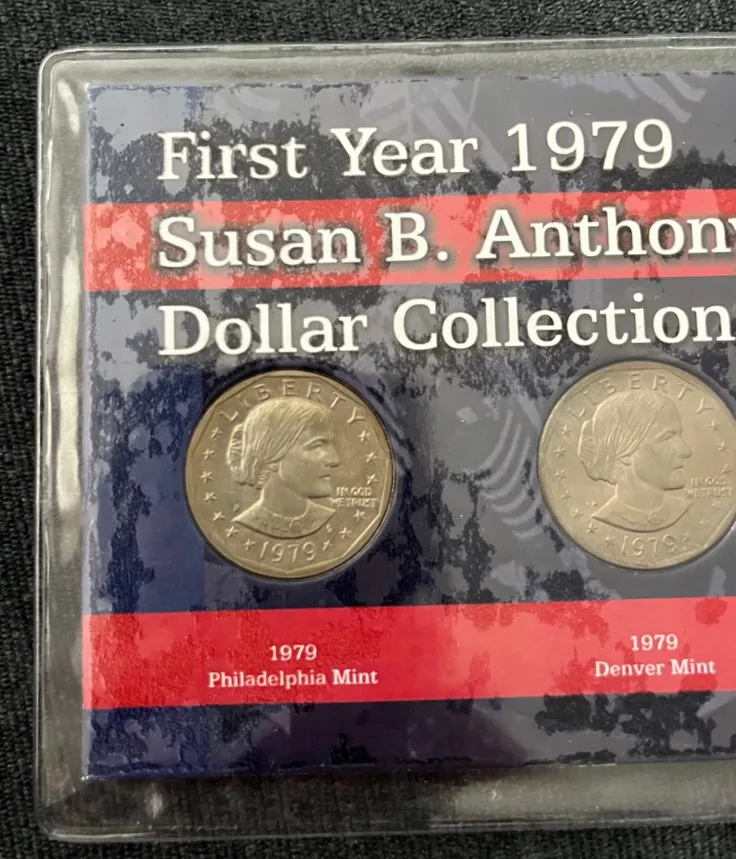 First Year 1979
Susan B. Anthony
Dollar Collection
LIBERTY
IN GOD
WE TRUST
1979
LIBERTY
IN GOD
WE TRUST
1979
1979
Philadelphia Mint
1979
Denver Mint